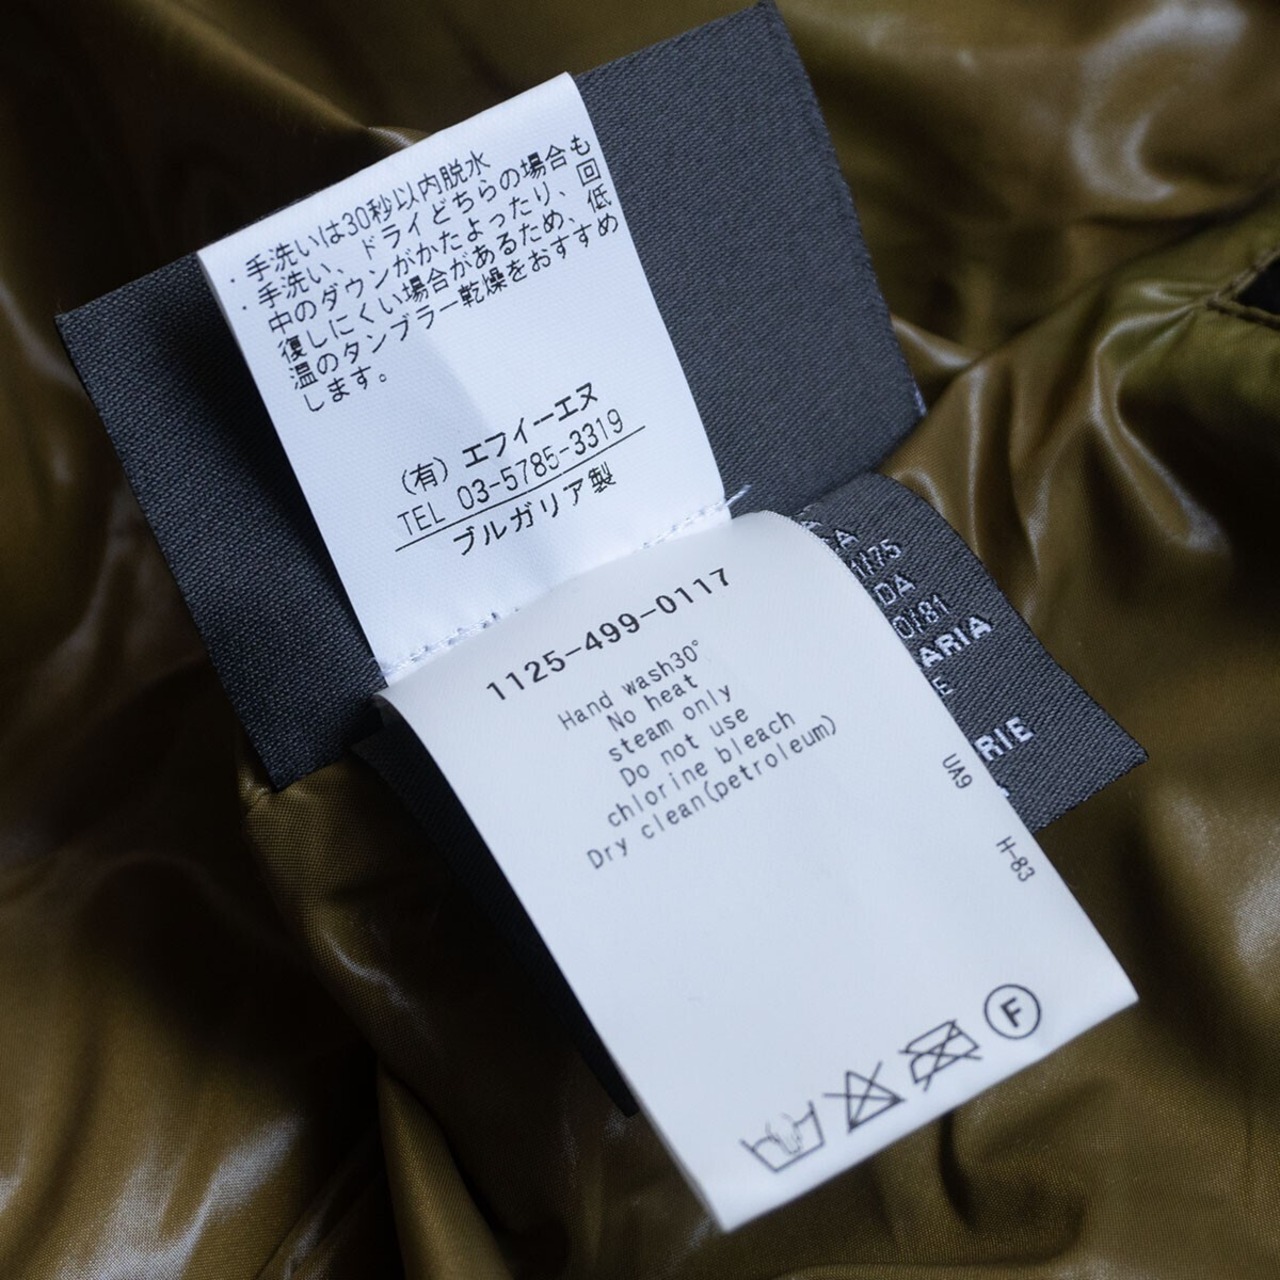 ・手洗いは30秒以内脱水
・手洗い、ドライどちらの場合も
中のダウンがかたよったり、回
復しにくい場合があるため、低
温のタンブラー乾燥をおすすめ
します。
(有) エフイーエヌ
TEL 03-5785-3319
ブルガリア製
1125-499-0117
Hand wash30°
No heat
steam only
Do not use
chlorine bleach
Dry clean(petroleum)
UA9
H-83
F
1175
DA
0/81
ARIA
E
RIE